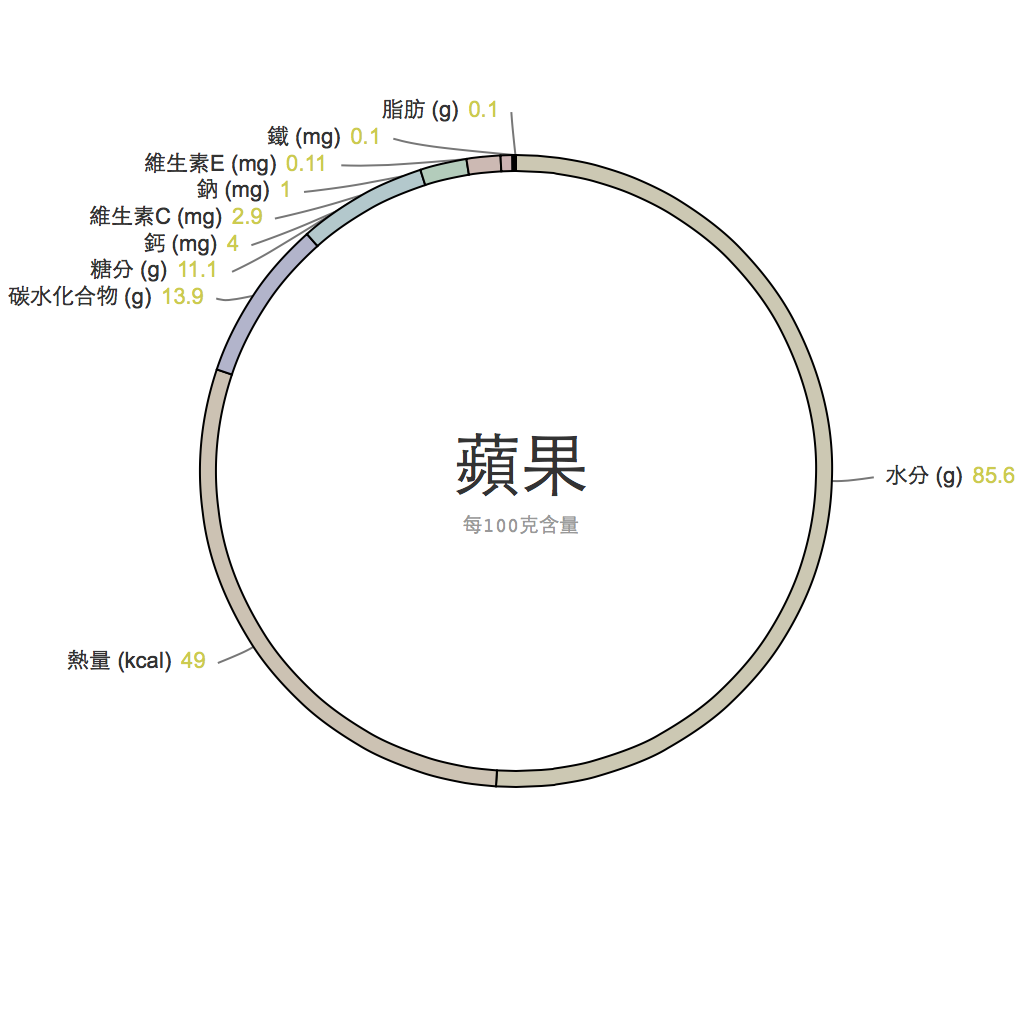 脂肪 (g) 0.1
鐵 (mg) 0.1
維生素E (mg) 0.11
鈉 (mg) 1
維生素C (mg) 2.9
鈣 (mg) 4
糖分 (g) 11.1
碳水化合物 (g) 13.9
蘋果
每100克含量
水分 (g) 85.6
熱量 (kcal) 49